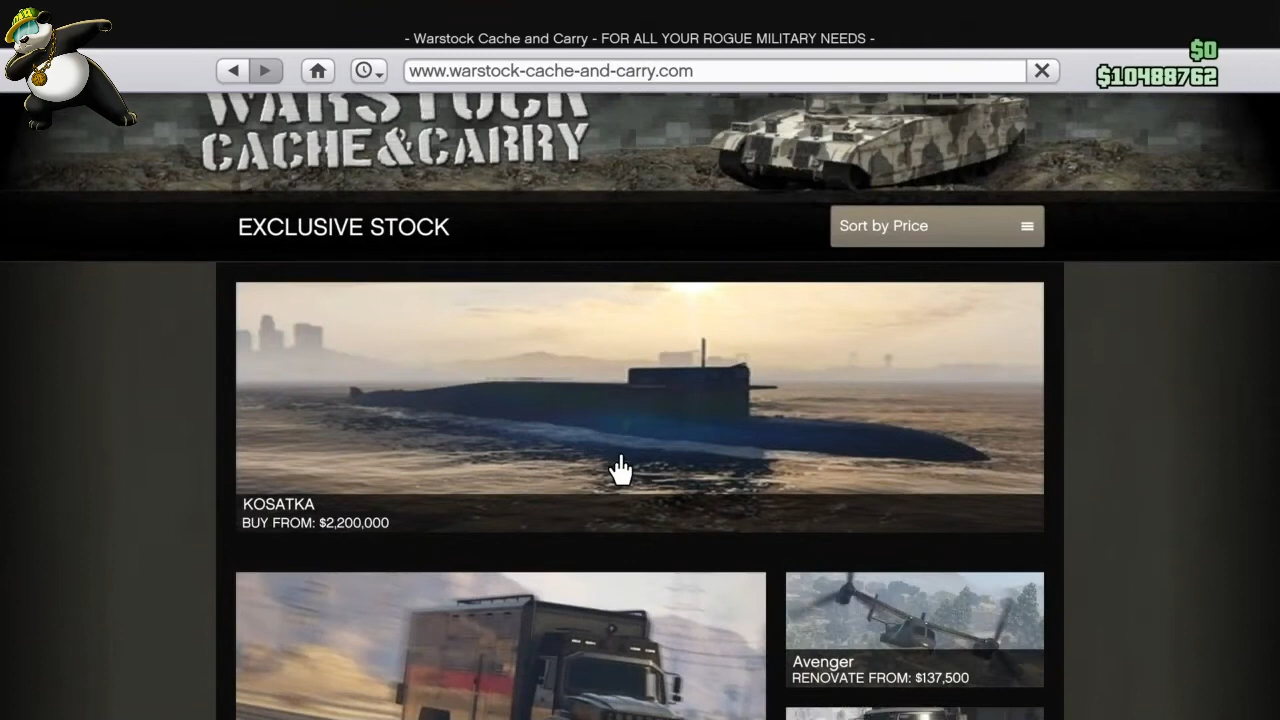 - Warstock Cache and Carry - FOR ALL YOUR ROGUE MILITARY NEEDS -
$0
www.warstock-cache-and-carry.com
$10488762
WARSTOCK
CACHE&CARRY
EXCLUSIVE STOCK
Sort by Price
KOSATKA
BUY FROM: $2,200,000
Avenger
RENOVATE FROM: $137,500